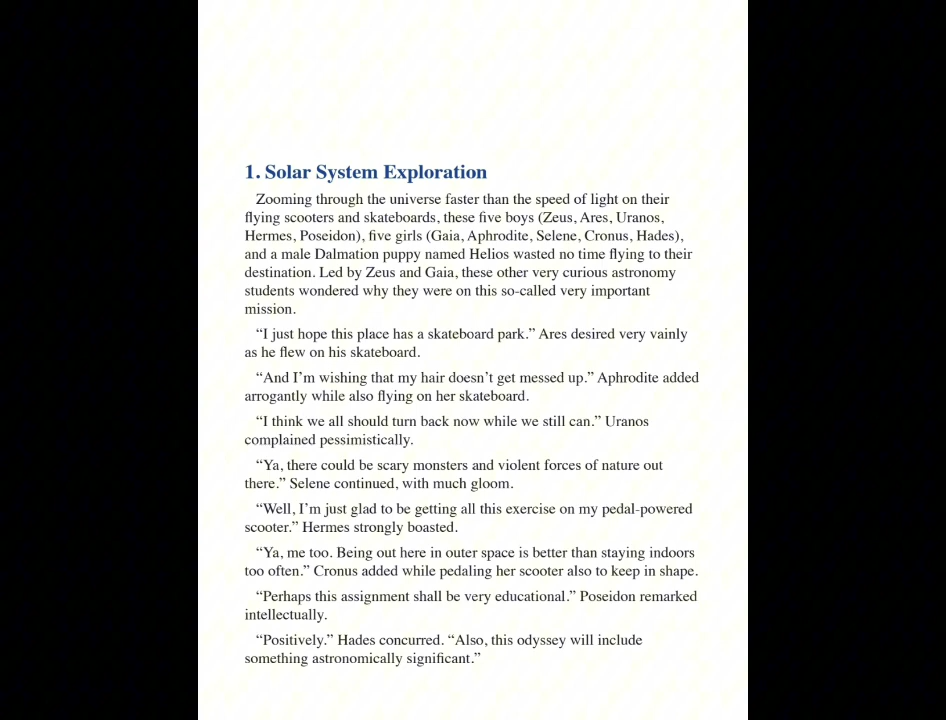 1. Solar System Exploration
Zooming through the universe faster than the speed of light on their
flying scooters and skateboards, these five boys (Zeus, Ares, Uranos,
Hermes, Poseidon), five girls (Gaia, Aphrodite, Selene, Cronus, Hades),
and a male Dalmation puppy named Helios wasted no time flying to their
destination. Led by Zeus and Gaia, these other very curious astronomy
students wondered why they were on this so-called very important
mission.
“I just hope this place has a skateboard park.” Ares desired very vainly
as he flew on his skateboard.
“And I’m wishing that my hair doesn’t get messed up.” Aphrodite added
arrogantly while also flying on her skateboard.
“I think we all should turn back now while we still can.” Uranos
complained pessimistically.
“Ya, there could be scary monsters and violent forces of nature out
there.” Selene continued, with much gloom.
“Well, I’m just glad to be getting all this exercise on my pedal-powered
scooter.” Hermes strongly boasted.
“Ya, me too. Being out here in outer space is better than staying indoors
too often.” Cronus added while pedaling her scooter also to keep in shape.
“Perhaps this assignment shall be very educational.” Poseidon remarked
intellectually.
“Positively.” Hades concurred. “Also, this odyssey will include
something astronomically significant.”